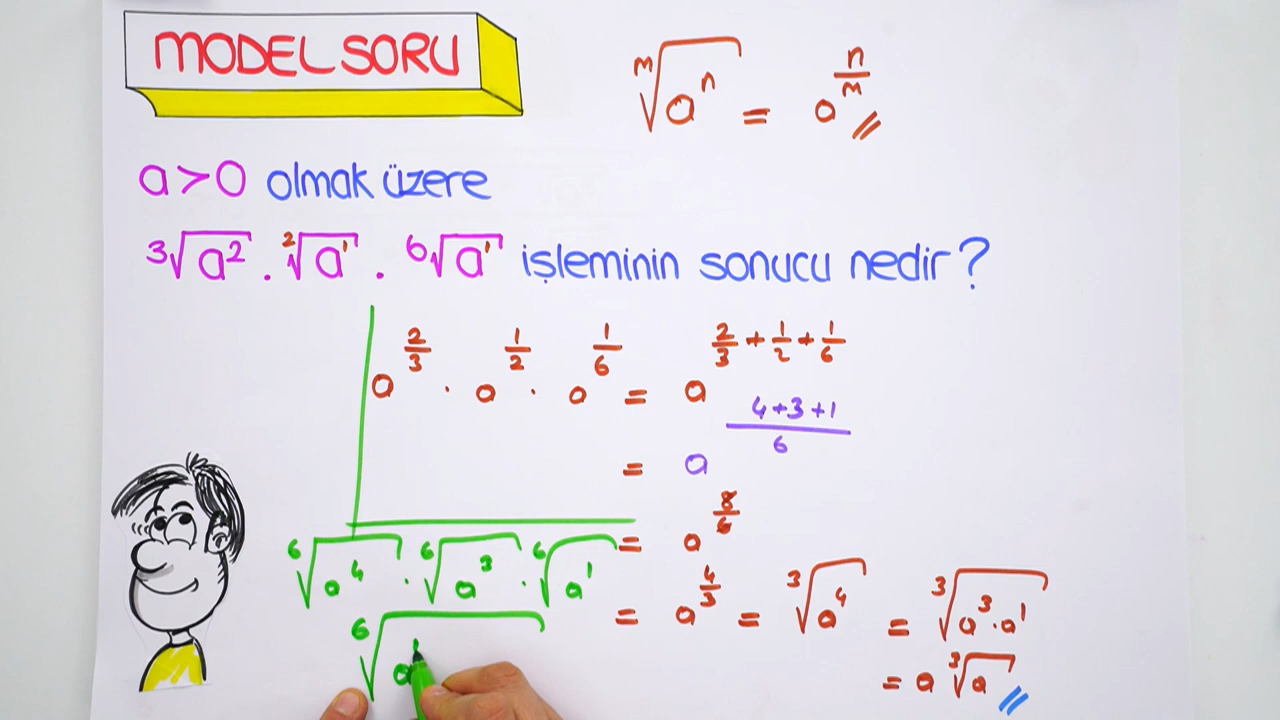 MODEL SORU
ᵐ√aⁿ = a^(n/m) //
a>0 olmak üzere
³√a² . ²√a¹ . ⁶√a¹ işleminin sonucu nedir?
a^(2/3) · a^(1/2) · a^(1/6) = a^(2/3+1/2+1/6)
= a^((4+3+1)/6)
= a^(8/6)
= a^(4/3) = ³√a⁴ = ³√a³·a¹
= a ³√a //
⁶√a⁴ · ⁶√a³ · ⁶√a¹
⁶√a